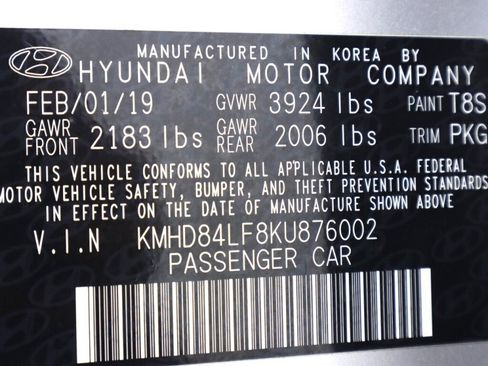 MANUFACTURED IN KOREA BY
HYUNDAI MOTOR COMPANY
FEB/01/19 GVWR 3924 lbs PAINT T8S
GAWR FRONT 2183 lbs GAWR REAR 2006 lbs TRIM PKG
THIS VEHICLE CONFORMS TO ALL APPLICABLE U.S.A. FEDERAL
MOTOR VEHICLE SAFETY, BUMPER, AND THEFT PREVENTION STANDARDS
IN EFFECT ON THE DATE OF MANUFACTURE SHOWN ABOVE
V.I.N KMHD84LF8KU876002
PASSENGER CAR